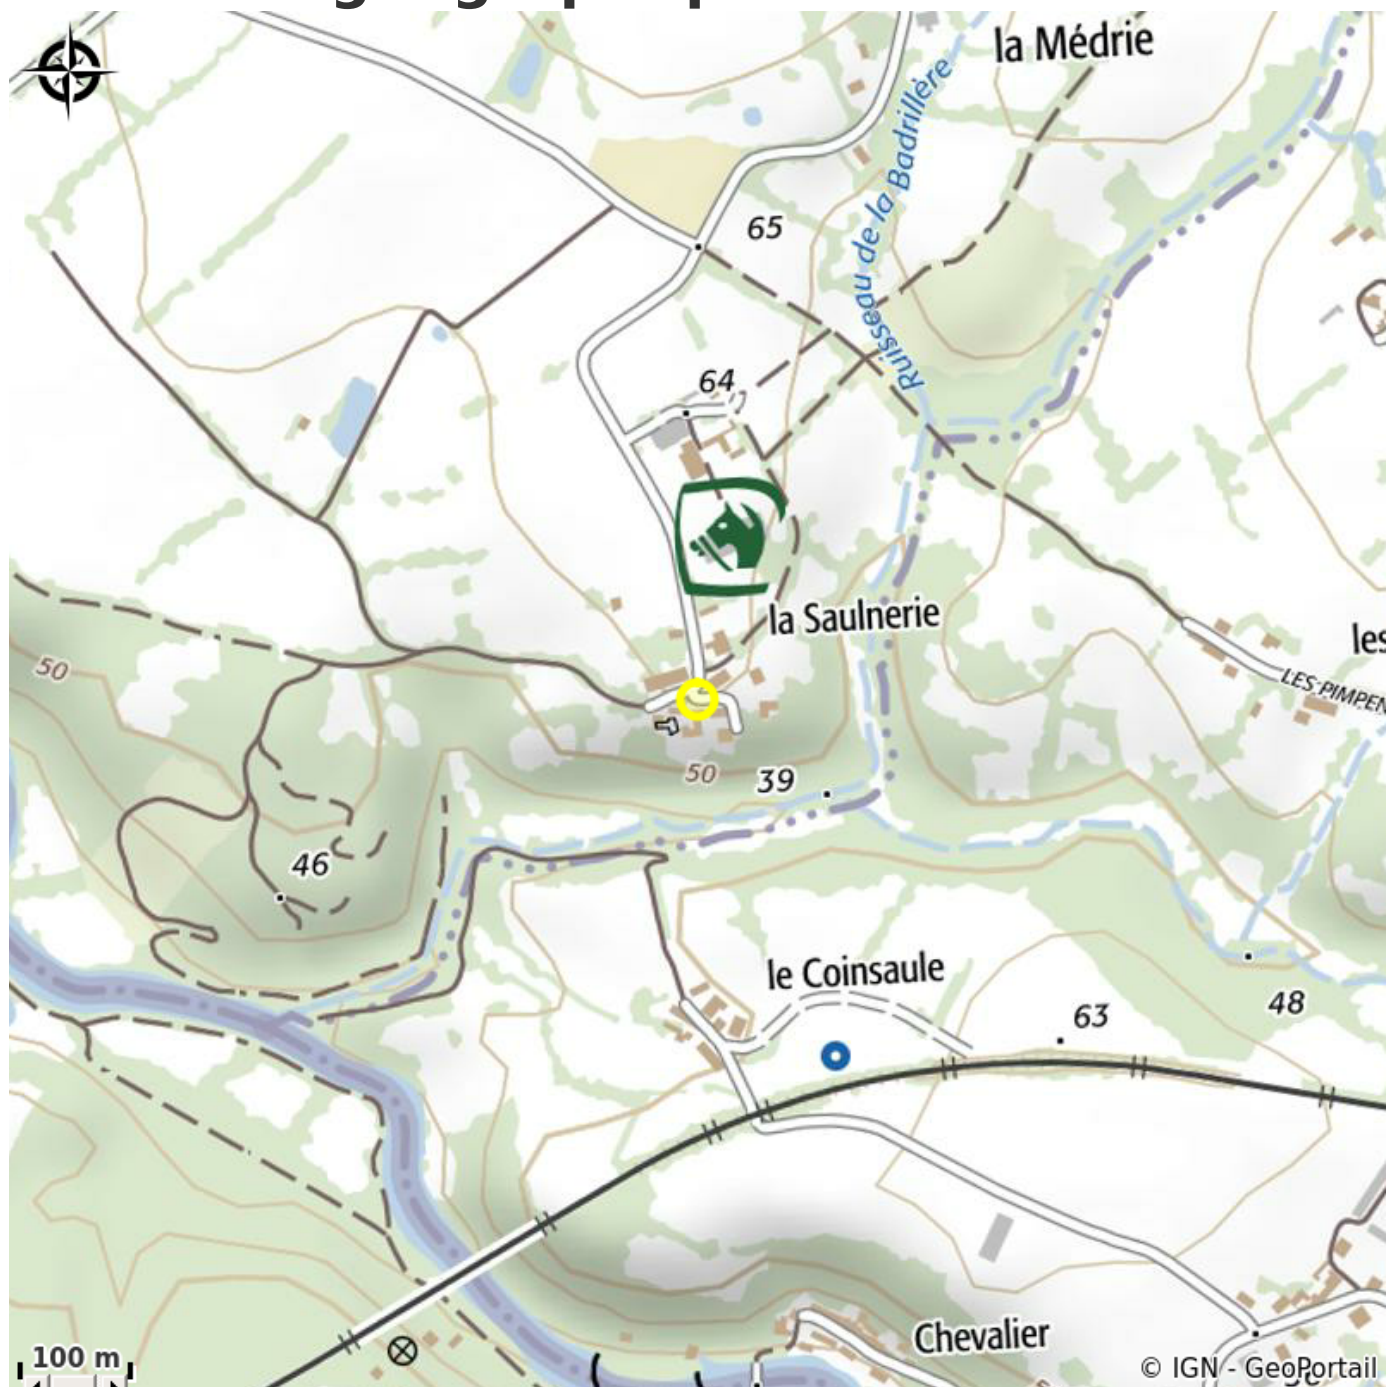 la Médrie
Ruisseau de la Badrillère
65
64
la Saulnerie
les
50
LES PIMPEN
50
39
46
le Coinsaule
48
63
Chevalier
100 m
© IGN - GeoPortail